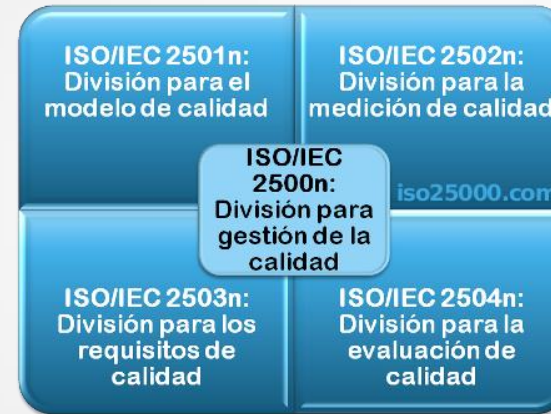 ISO/IEC 2501n:
División para el
modelo de calidad
ISO/IEC 2502n:
División para la
medición de calidad
ISO/IEC
2500n:
División para
gestión de la
calidad
iso25000.com
ISO/IEC 2503n:
División para los
requisitos de
calidad
ISO/IEC 2504n:
División para la
evaluación de
calidad